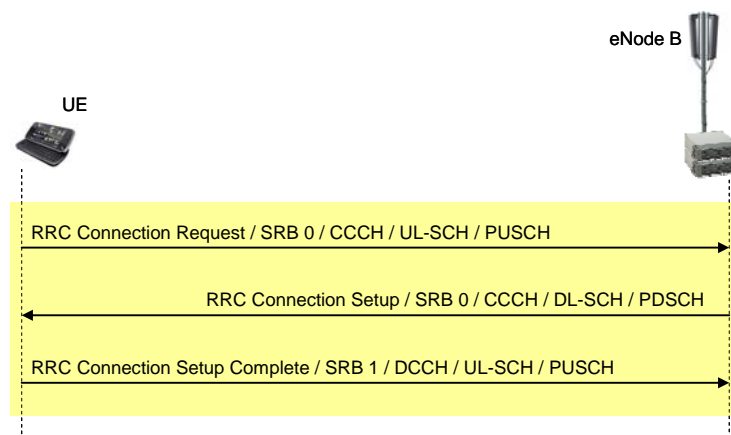 eNode B
UE
RRC Connection Request / SRB 0 / CCCH / UL-SCH / PUSCH
RRC Connection Setup / SRB 0 / CCCH / DL-SCH / PDSCH
RRC Connection Setup Complete / SRB 1 / DCCH / UL-SCH / PUSCH